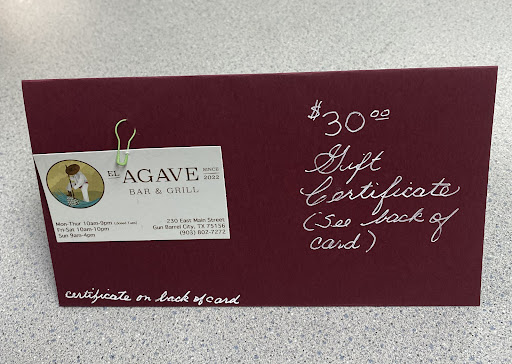 EL AGAVE SINCE 2022
BAR & GRILL
Mon-Thur 10am-9pm (closed Tues)
Fri-Sat 10am-10pm
Sun 9am-4pm
230 East Main Street
Gun Barrel City, TX 75156
(903) 802-7272
$30.00
Gift
Certificate
(See back of
card)
certificate on back of card